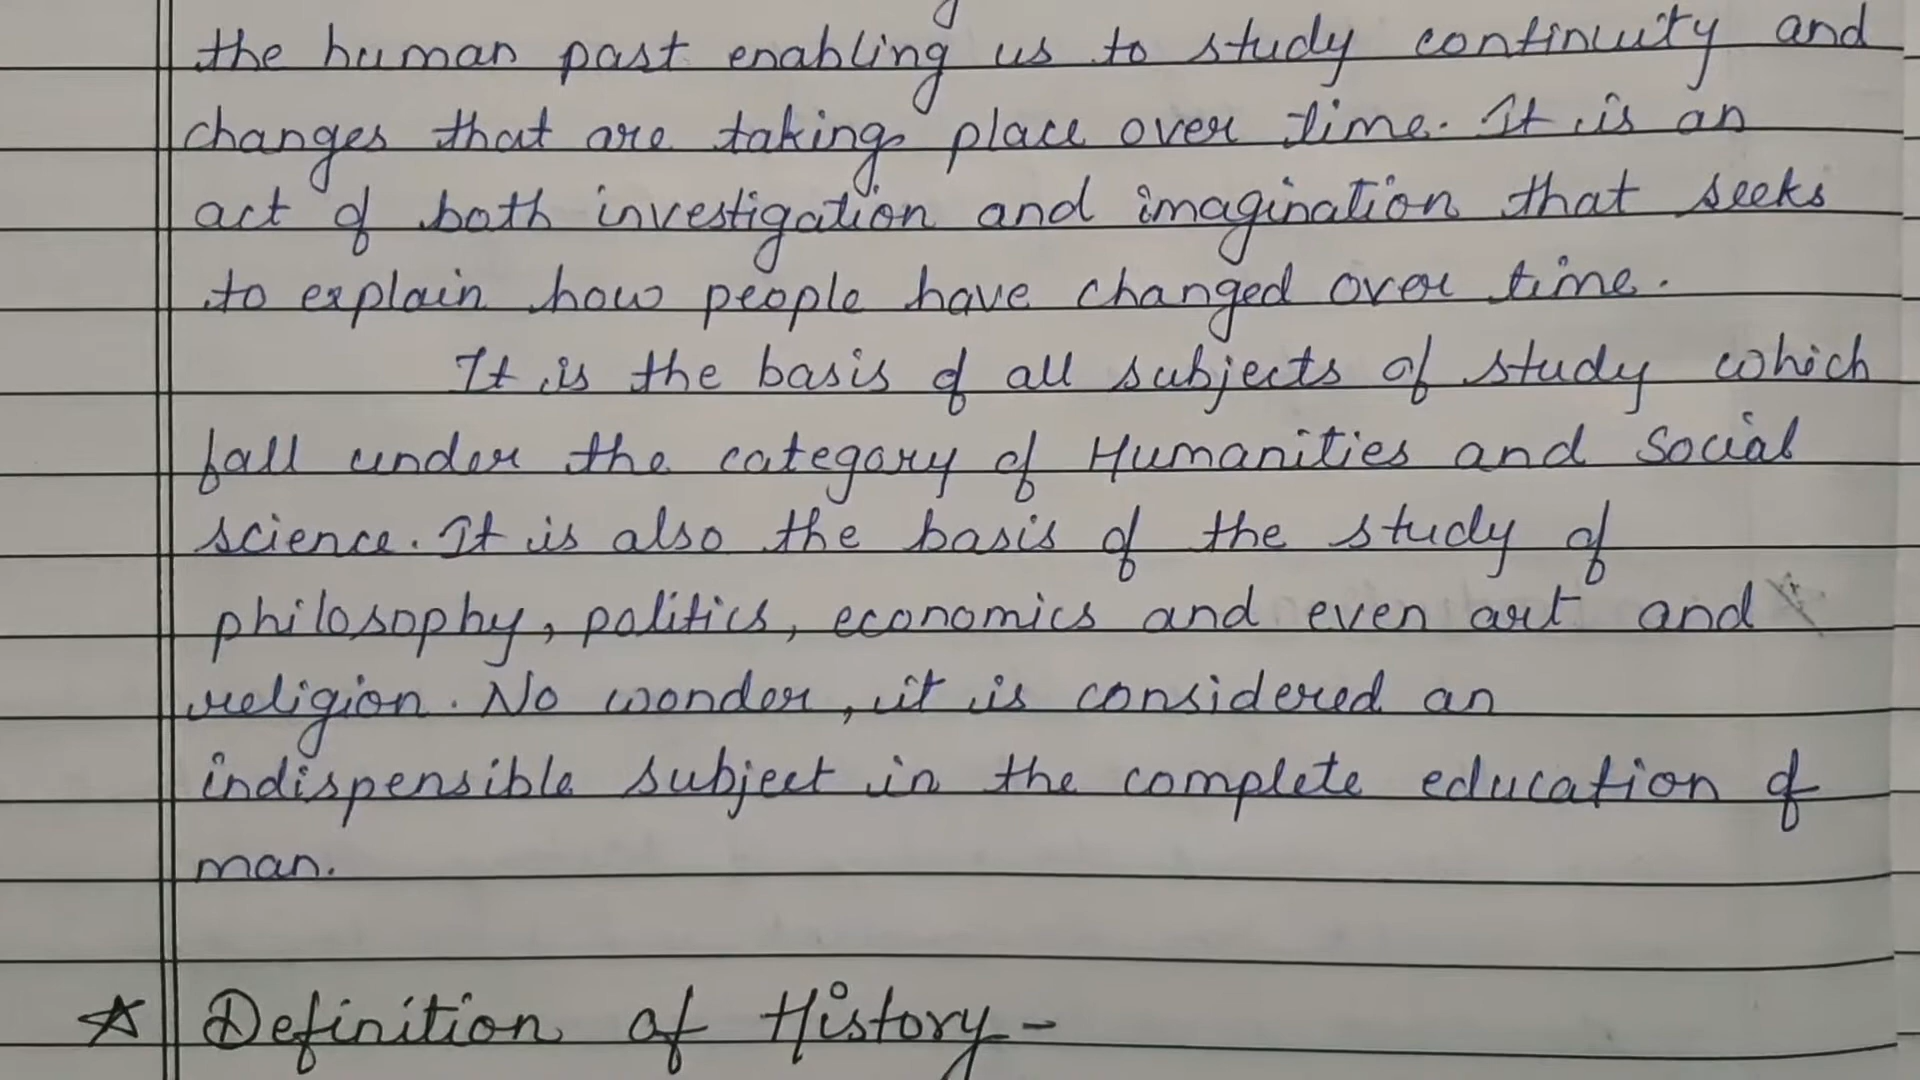 the human past enabling us to study continuity and
changes that are taking place over time. It is an
act of both investigation and imagination that seeks
to explain how people have changed over time.
It is the basis of all subjects of study which
fall under the category of Humanities and Social
science. It is also the basis of the study of
philosophy, politics, economics and even art and
religion. No wonder, it is considered an
indispensible subject in the complete education of
man.
☆ Definition of History-